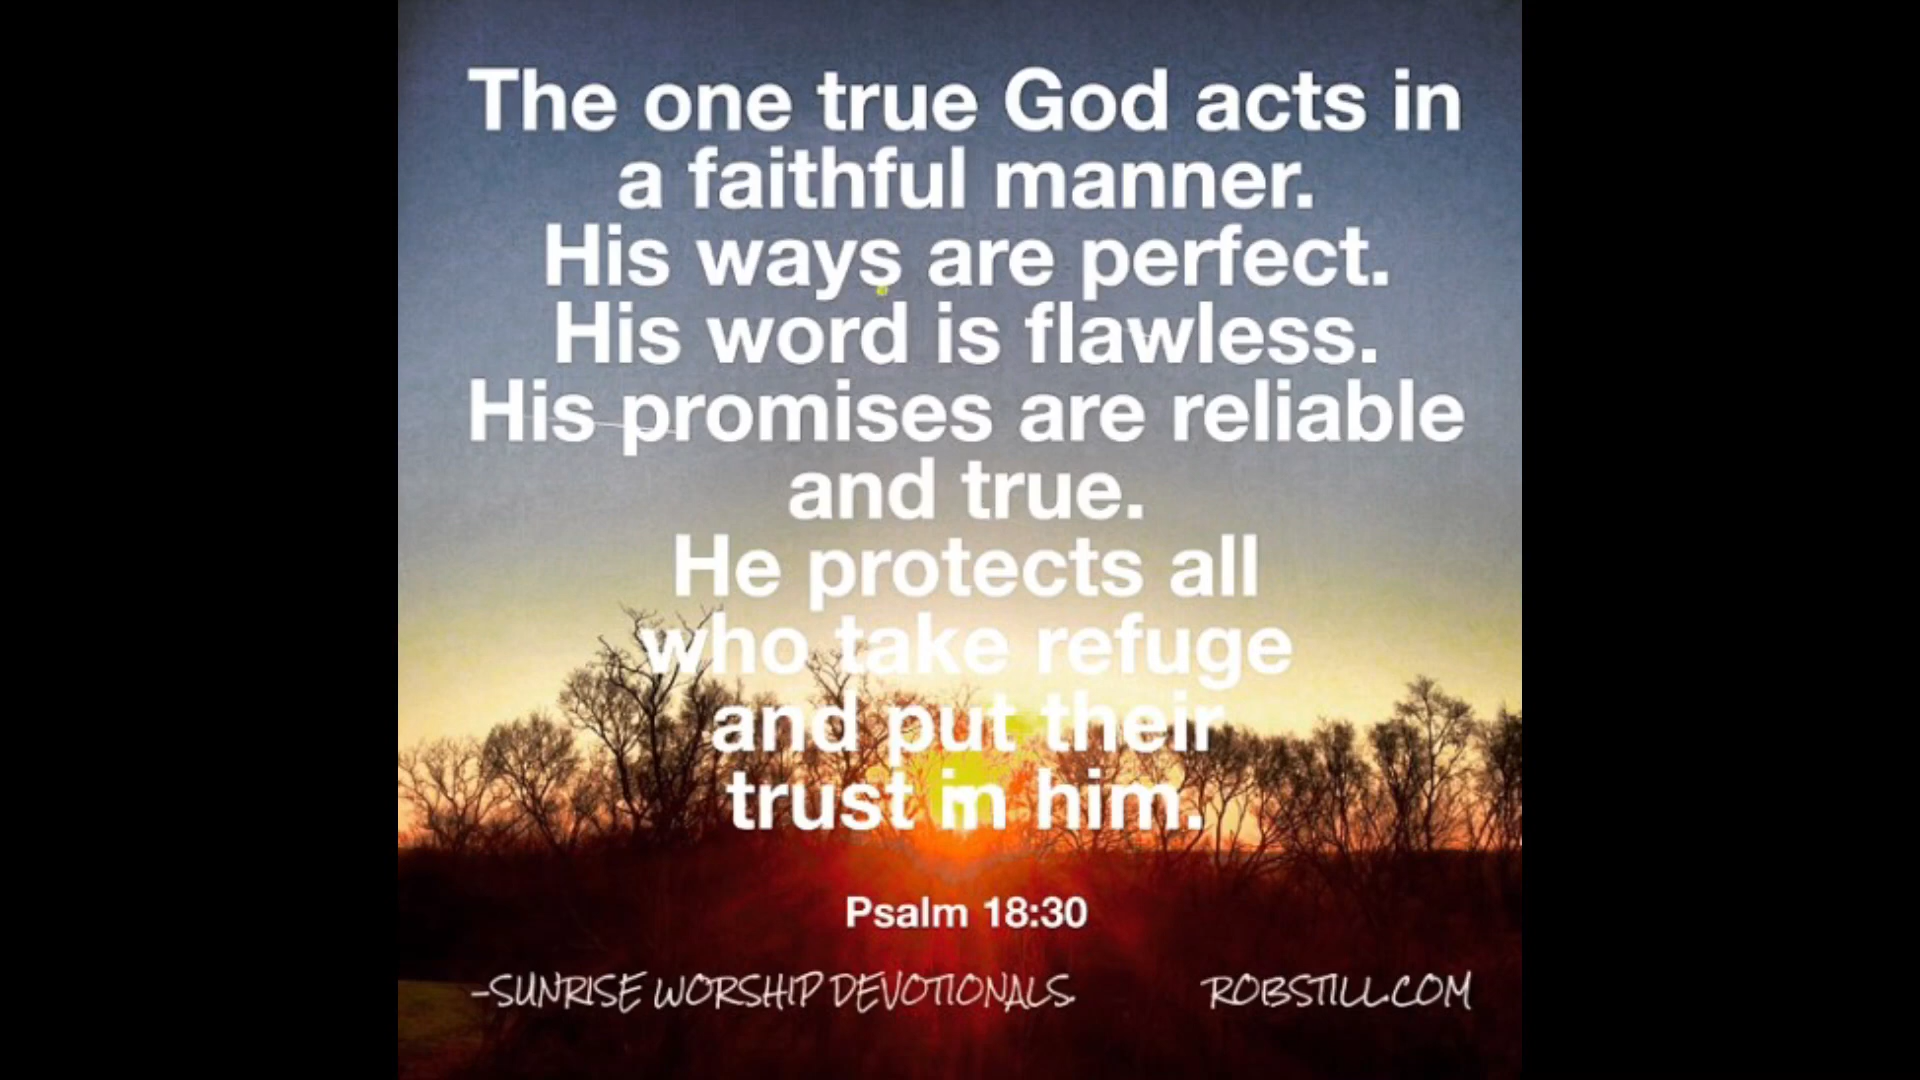 The one true God acts in
a faithful manner.
His ways are perfect.
His word is flawless.
His promises are reliable
and true.
He protects all
who take refuge
and put their
trust in him.
Psalm 18:30
-SUNRISE WORSHIP DEVOTIONALS ROBSTILL.COM